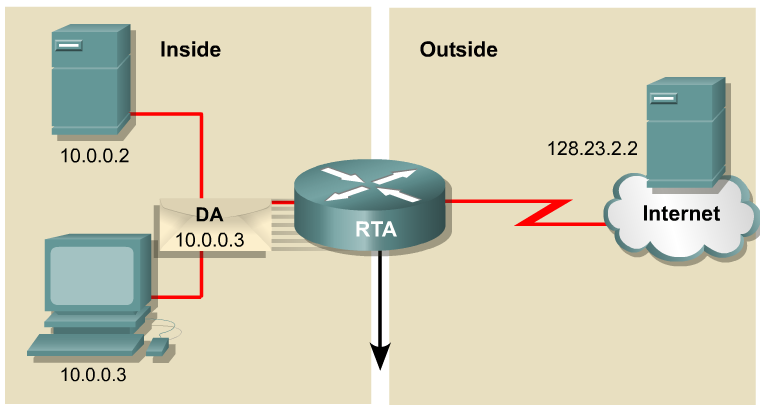 Inside
Outside
10.0.0.2
128.23.2.2
DA
10.0.0.3
RTA
Internet
10.0.0.3